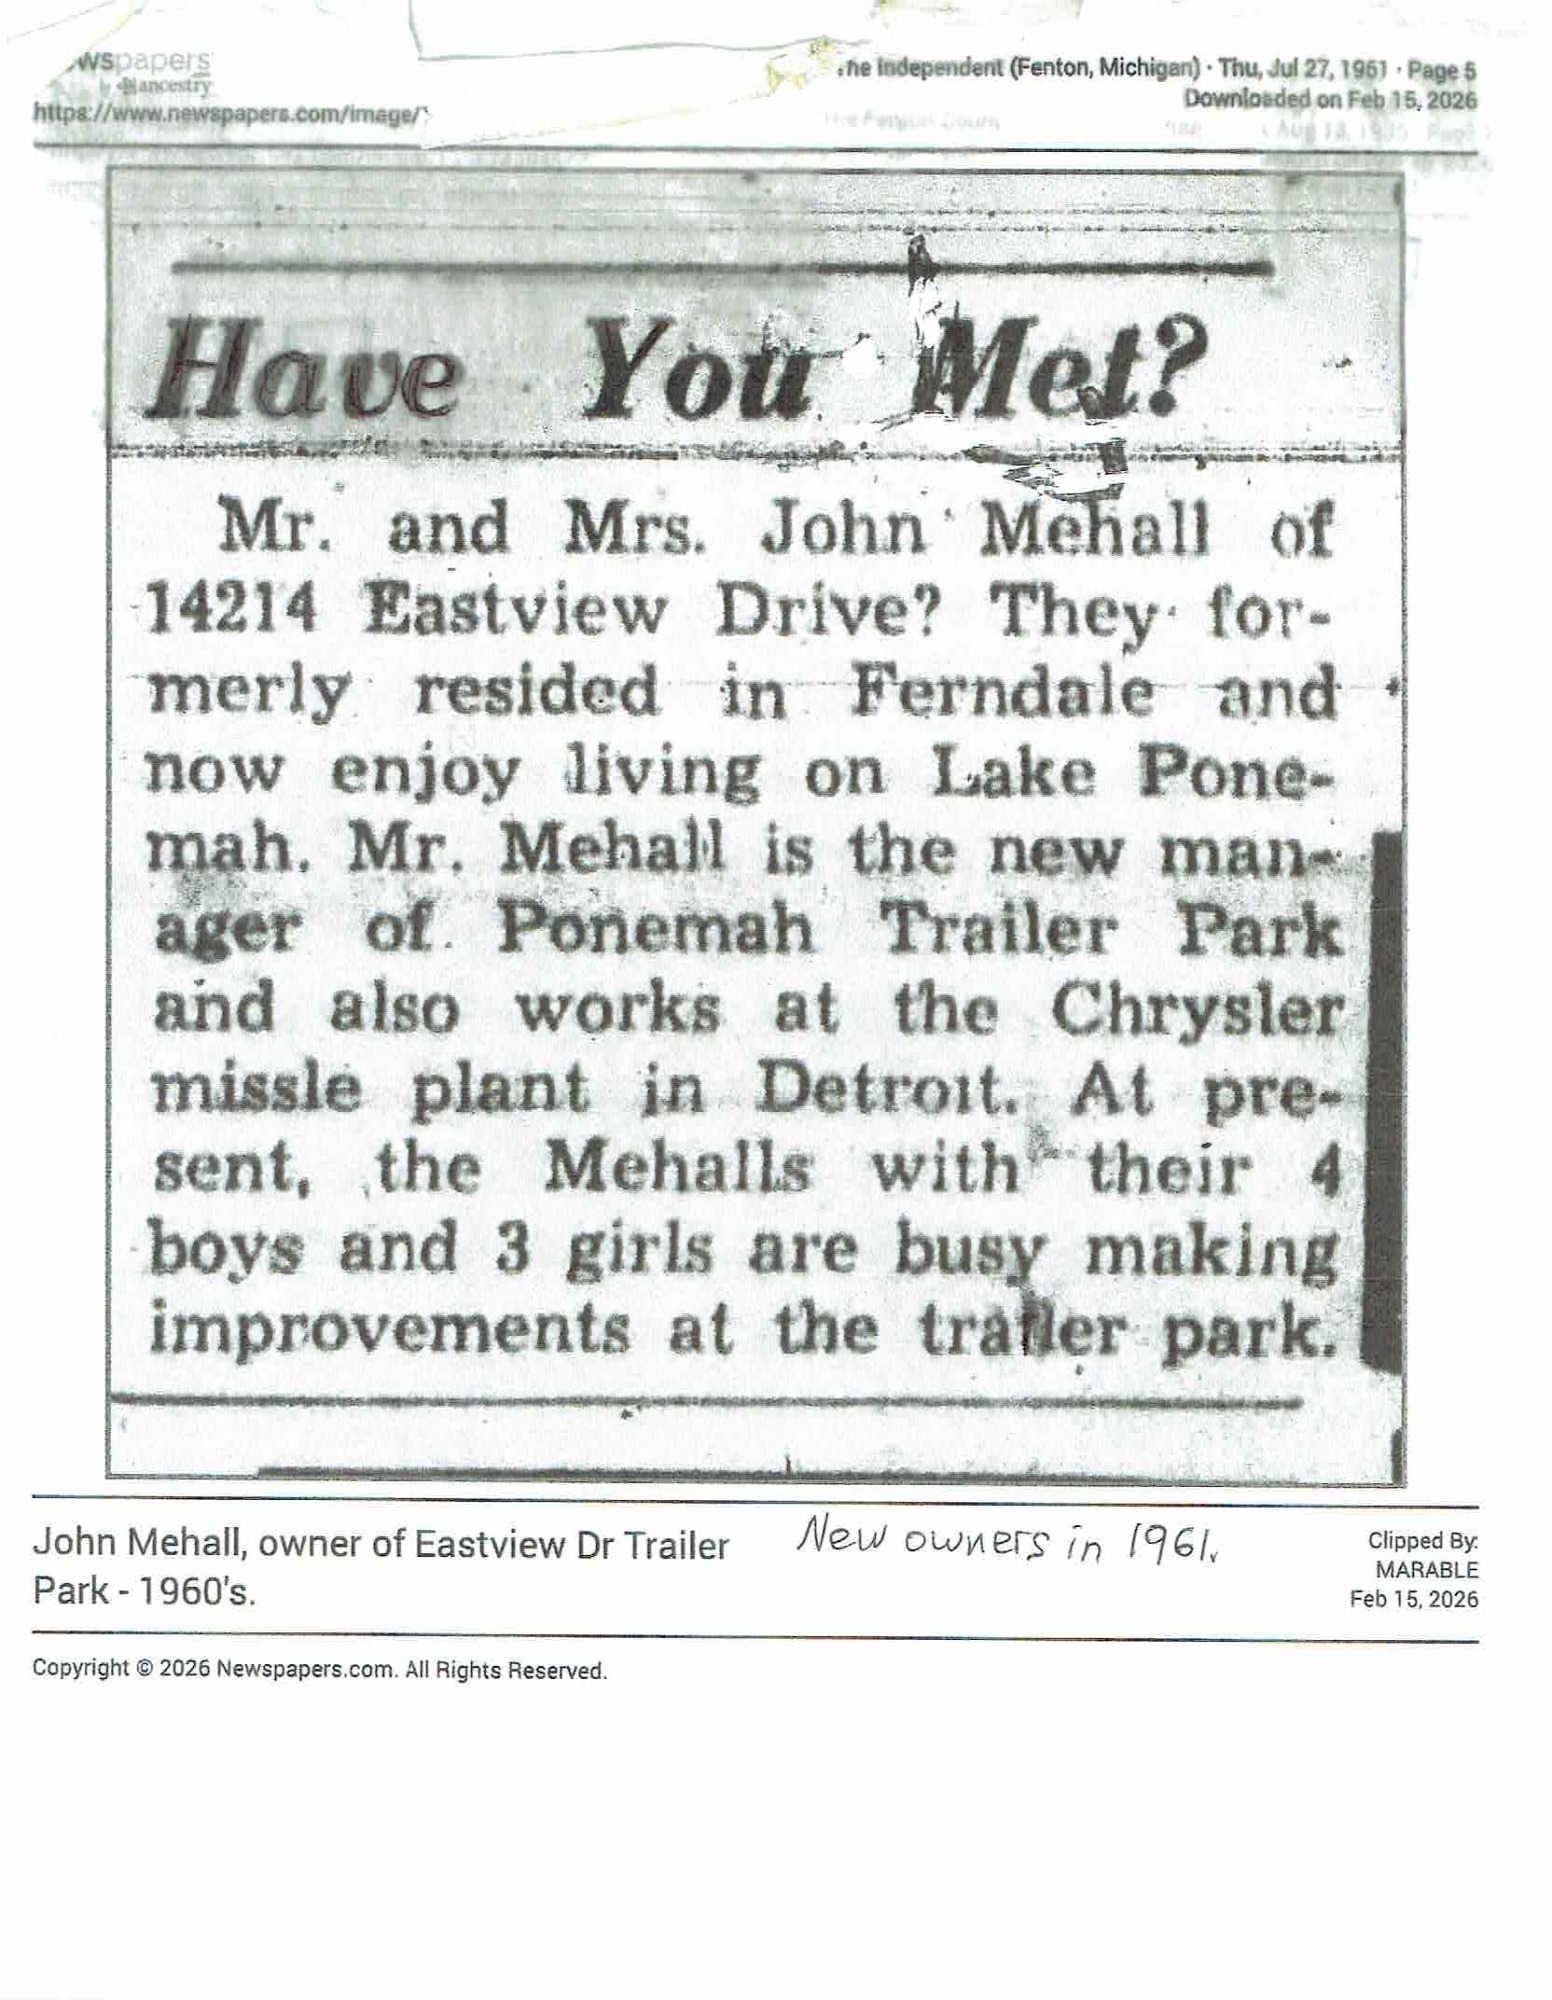 wspapers
by ancestry
https://www.newspapers.com/image/
he Independent (Fenton, Michigan) · Thu, Jul 27, 1961 · Page 5
Downloaded on Feb 15, 2026
Have You Met?
Mr. and Mrs. John Mehall of
14214 Eastview Drive? They for-
merly resided in Ferndale and
now enjoy living on Lake Pone-
mah. Mr. Mehall is the new man-
ager of Ponemah Trailer Park
and also works at the Chrysler
missle plant in Detroit. At pre-
sent, the Mehalls with their 4
boys and 3 girls are busy making
improvements at the trailer park.
John Mehall, owner of Eastview Dr Trailer
Park - 1960's.
New owners in 1961.
Clipped By:
MARABLE
Feb 15, 2026
Copyright © 2026 Newspapers.com. All Rights Reserved.